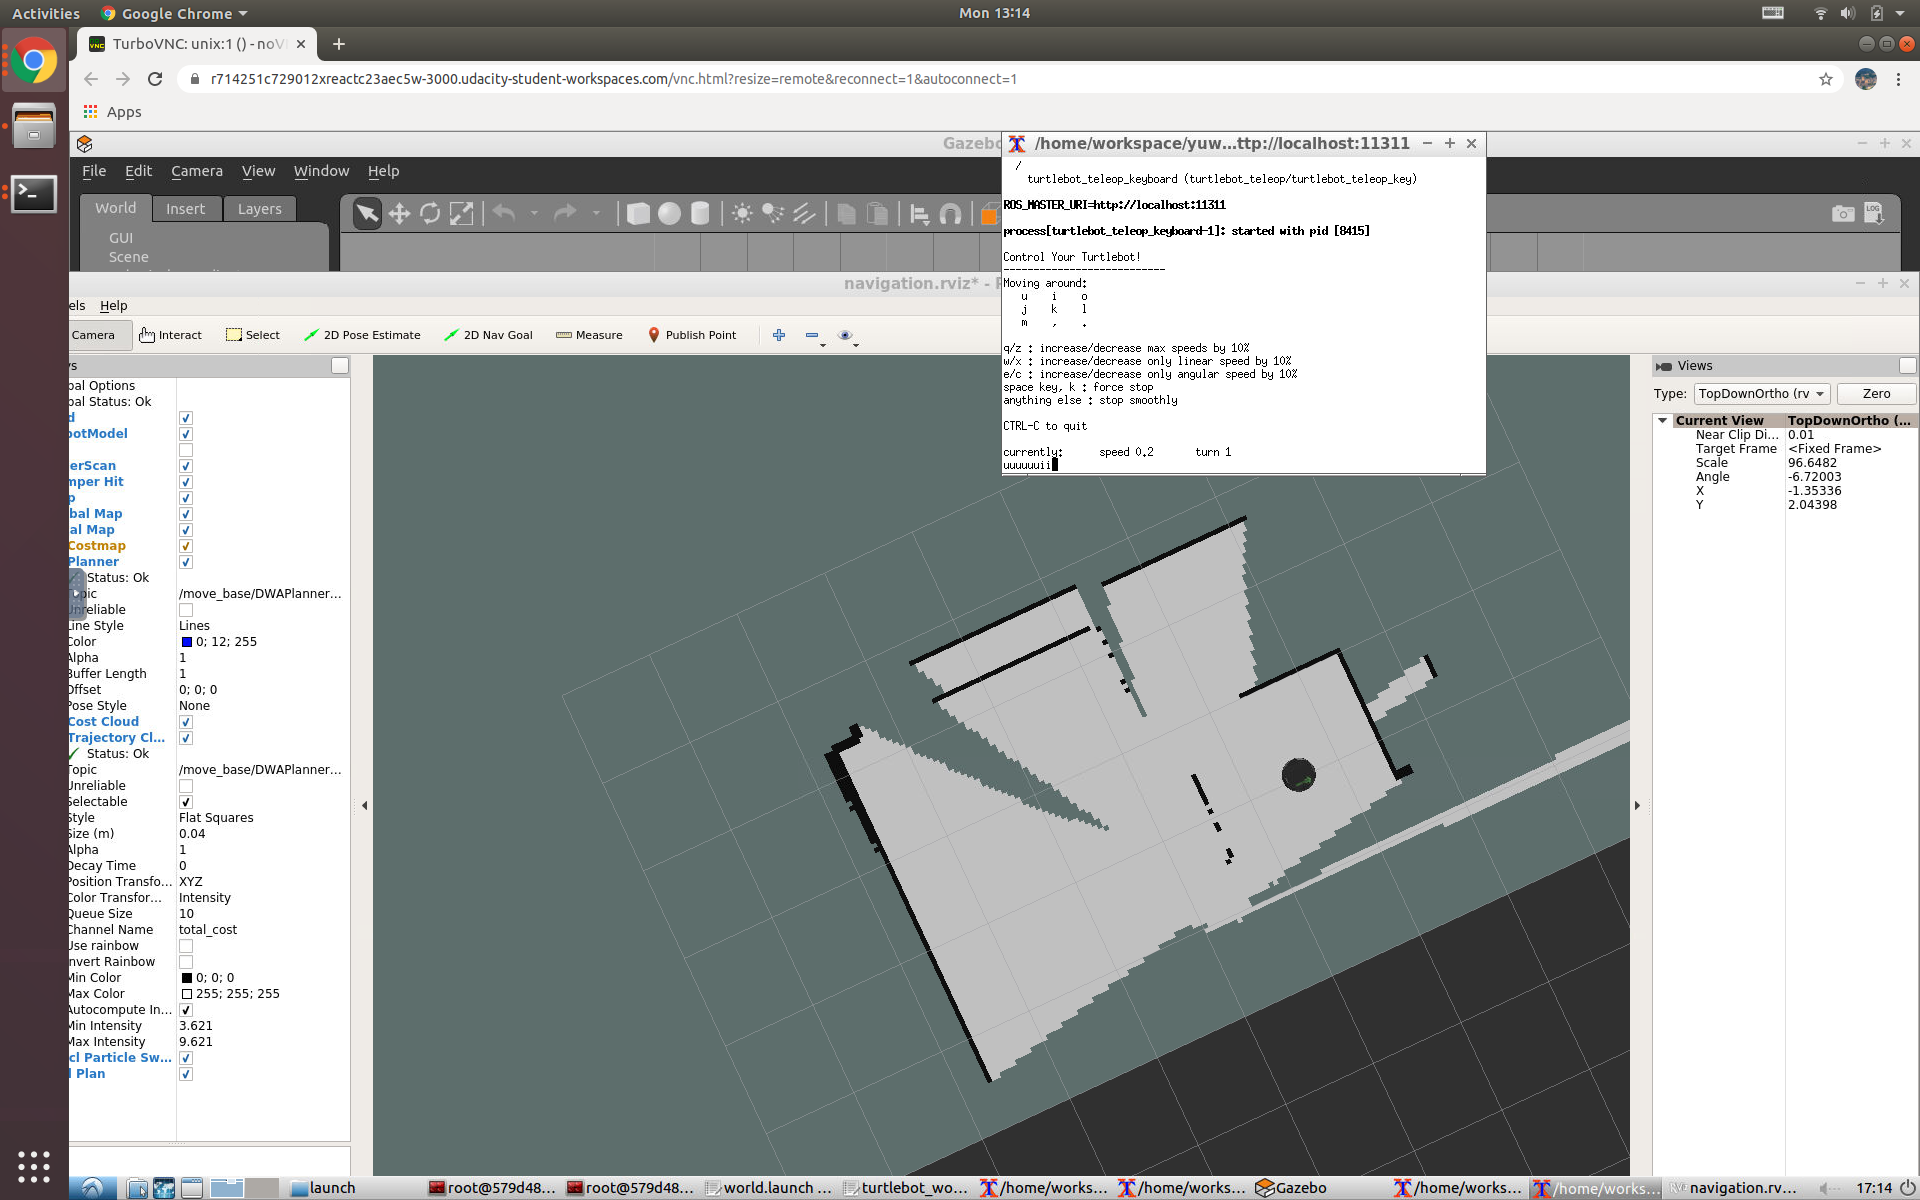 Activities Google Chrome Mon 13:14
TurboVNC: unix:1 () - noV
r714251c729012xreactc23aec5w-3000.udacity-student-workspaces.com/vnc.html?resize=remote&reconnect=1&autoconnect=1
Apps
Gazebo
File Edit Camera View Window Help
World Insert Layers
GUI
Scene
LOG
/home/workspace/yuw...ttp://localhost:11311
/
turtlebot_teleop_keyboard (turtlebot_teleop/turtlebot_teleop_key)
ROS_MASTER_URI=http://localhost:11311
process[turtlebot_teleop_keyboard-1]: started with pid [8415]
Control Your Turtlebot!
---------------------------
Moving around:
u i o
j k l
m , .
q/z : increase/decrease max speeds by 10%
w/x : increase/decrease only linear speed by 10%
e/c : increase/decrease only angular speed by 10%
space key, k : force stop
anything else : stop smoothly
CTRL-C to quit
currently: speed 0.2 turn 1
uuuuuuii
navigation.rviz* -
els Help
Camera Interact Select 2D Pose Estimate 2D Nav Goal Measure Publish Point
ys
bal Options
bal Status: Ok
d
botModel
erScan
mper Hit
p
bal Map
al Map
Costmap
Planner
Status: Ok
opic /move_base/DWAPlanner...
Unreliable
Line Style Lines
Color 0; 12; 255
Alpha 1
Buffer Length 1
Offset 0; 0; 0
Pose Style None
Cost Cloud
Trajectory Cl...
Status: Ok
Topic /move_base/DWAPlanner...
Unreliable
Selectable
Style Flat Squares
Size (m) 0.04
Alpha 1
Decay Time 0
Position Transfo... XYZ
Color Transfor... Intensity
Queue Size 10
Channel Name total_cost
Use rainbow
nvert Rainbow
Min Color 0; 0; 0
Max Color 255; 255; 255
Autocompute In...
Min Intensity 3.621
Max Intensity 9.621
cl Particle Sw...
l Plan
Views
Type: TopDownOrtho (rv Zero
Current View TopDownOrtho (...
Near Clip Di... 0.01
Target Frame <Fixed Frame>
Scale 96.6482
Angle -6.72003
X -1.35336
Y 2.04398
launch root@579d48... root@579d48... world.launch ... turtlebot_wo... /home/works... /home/works... Gazebo /home/works... /home/works... navigation.rv... 17:14